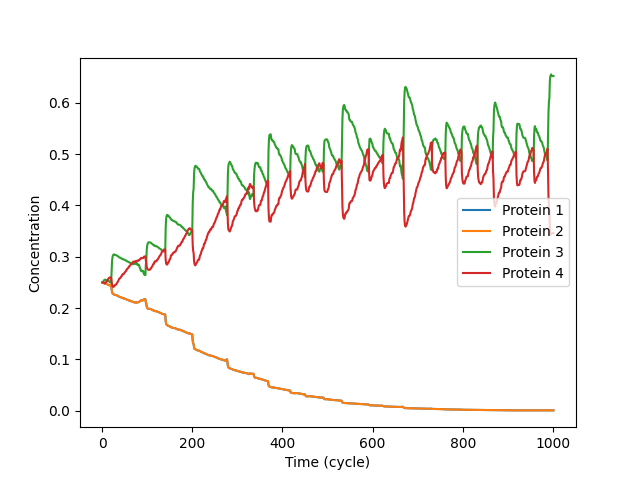 Concentration
0.6
0.5
0.4
0.3
0.2
0.1
0.0
Protein 1
Protein 2
Protein 3
Protein 4
0 200 400 600 800 1000
Time (cycle)